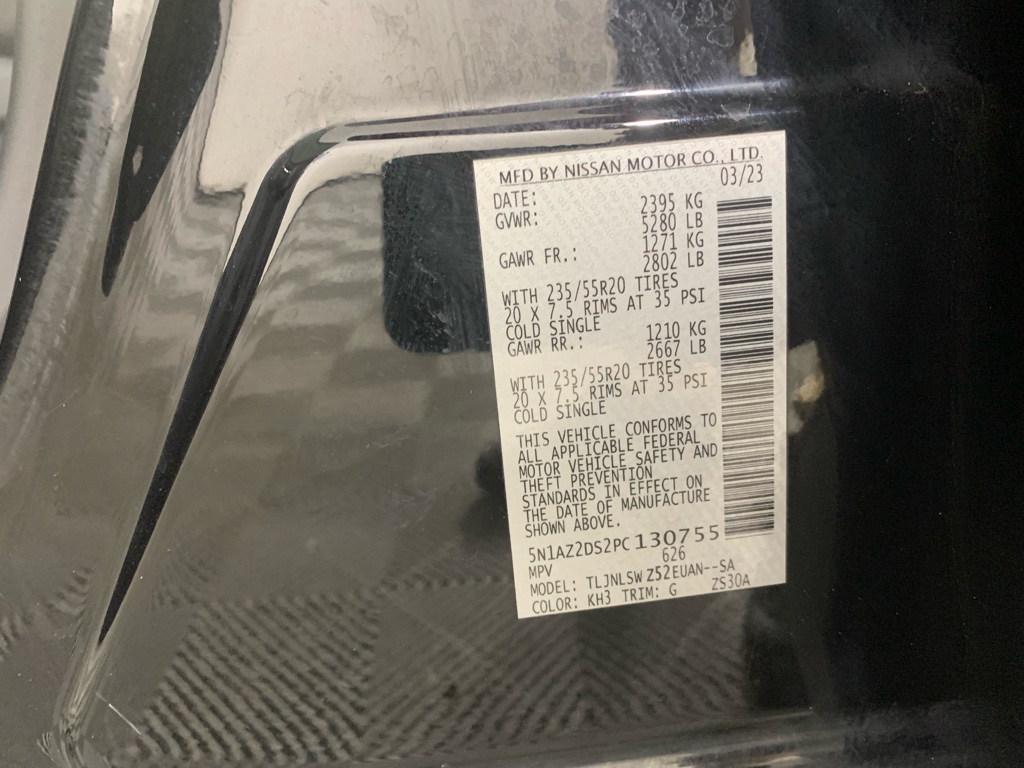 MFD BY NISSAN MOTOR CO., LTD.
DATE: 03/23
GVWR: 2395 KG
5280 LB
GAWR FR.: 1271 KG
2802 LB
WITH 235/55R20 TIRES
20 X 7.5 RIMS AT 35 PSI
COLD SINGLE
GAWR RR.: 1210 KG
2667 LB
WITH 235/55R20 TIRES
20 X 7.5 RIMS AT 35 PSI
COLD SINGLE
THIS VEHICLE CONFORMS TO
ALL APPLICABLE FEDERAL
MOTOR VEHICLE SAFETY AND
THEFT PREVENTION
STANDARDS IN EFFECT ON
THE DATE OF MANUFACTURE
SHOWN ABOVE.
5N1AZ2DS2PC130755
MPV 626
MODEL: TLJNLSWZ52EUAN--SA
COLOR: KH3 TRIM: G ZS30A